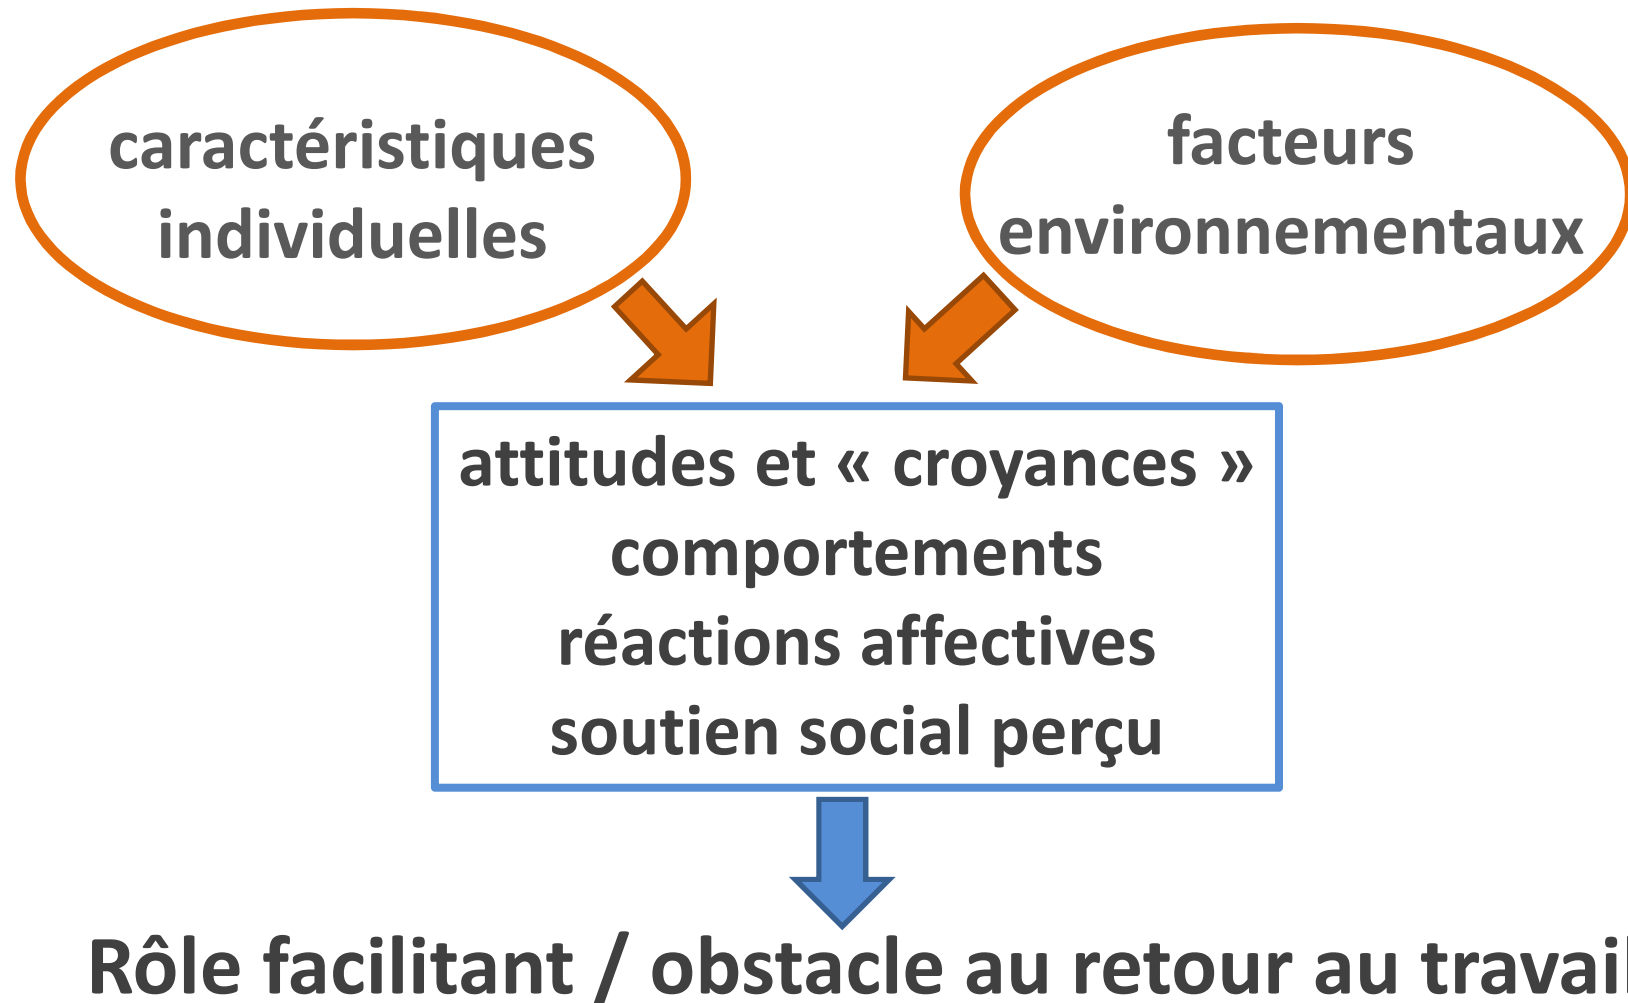 caractéristiques
individuelles
facteurs
environnementaux
attitudes et « croyances »
comportements
réactions affectives
soutien social perçu
Rôle facilitant / obstacle au retour au travail